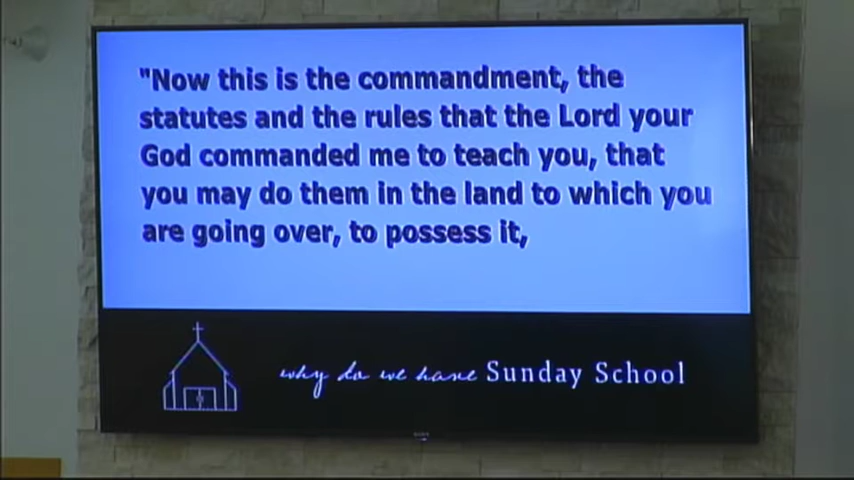 "Now this is the commandment, the
statutes and the rules that the Lord your
God commanded me to teach you, that
you may do them in the land to which you
are going over, to possess it,
why do we have Sunday School